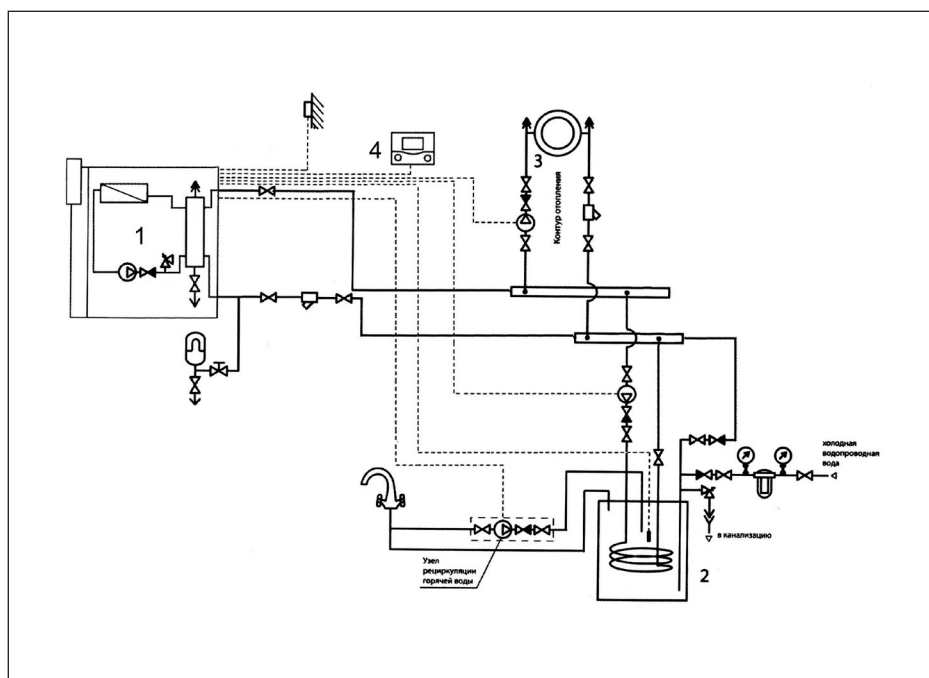 4
3
Контур отопления
1
холодная
водопроводная
вода
в канализацию
2
Узел
рециркуляции
горячей воды